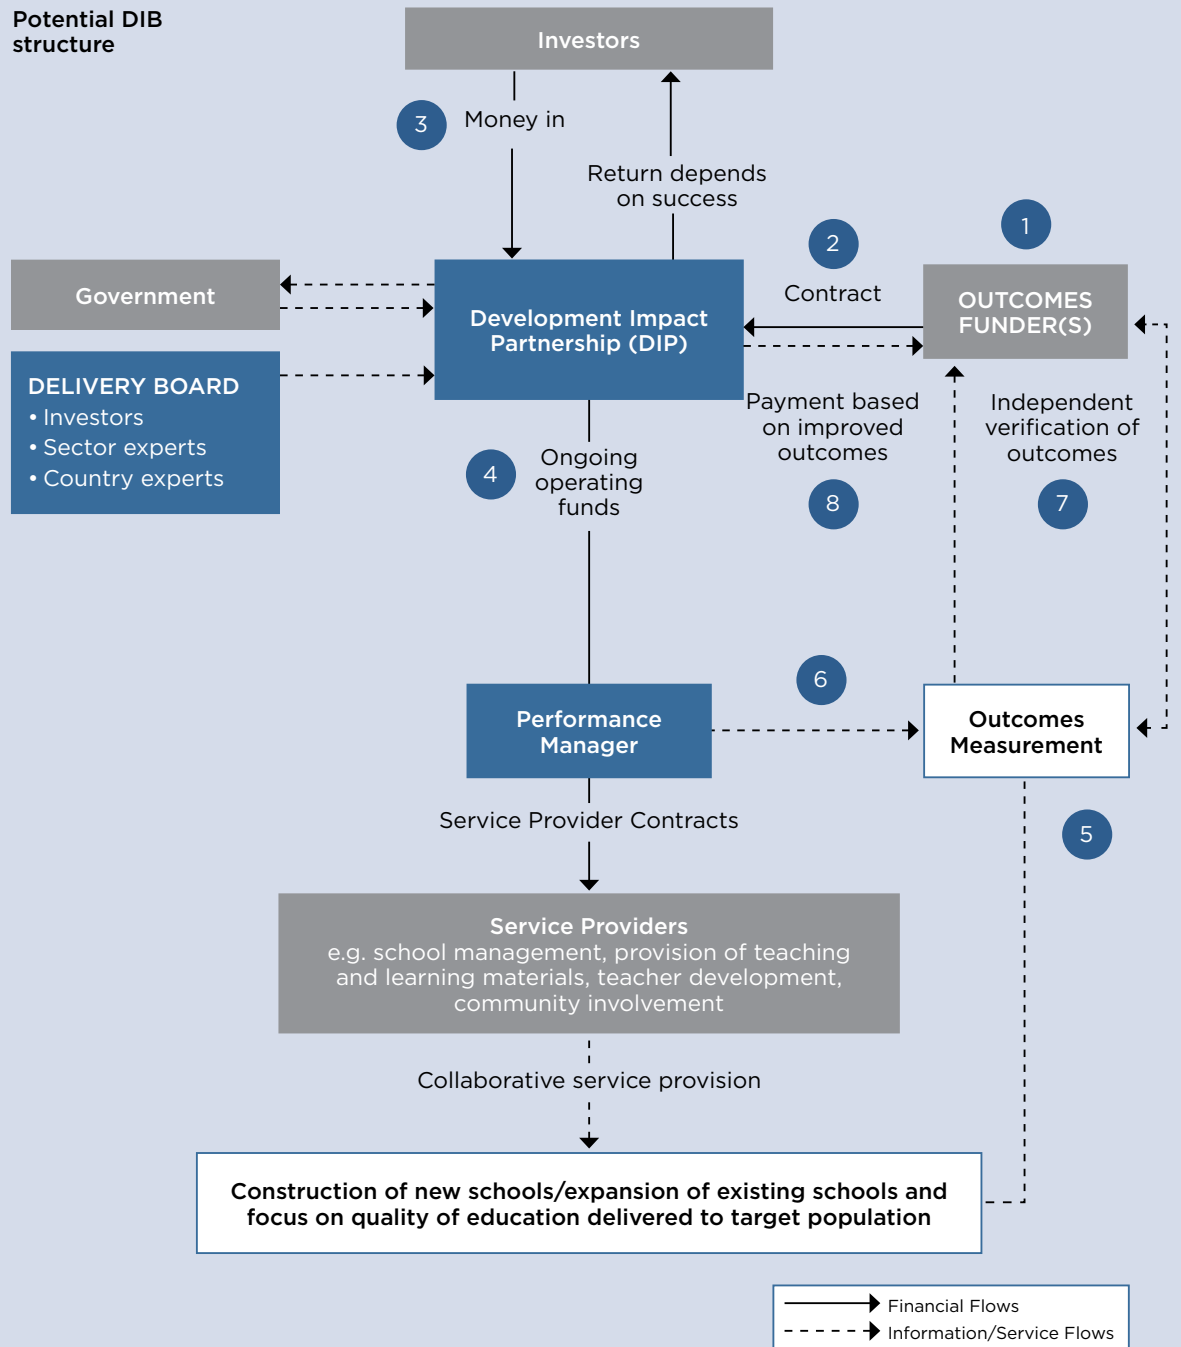 Potential DIB
structure
Investors
3
Money in
Return depends
on success
1
2
Contract
Government
Development Impact
Partnership (DIP)
OUTCOMES
FUNDER(S)
DELIVERY BOARD
• Investors
• Sector experts
• Country experts
4
Ongoing
operating
funds
Payment based
on improved
outcomes
8
Independent
verification of
outcomes
7
Performance
Manager
6
Outcomes
Measurement
Service Provider Contracts
5
Service Providers
e.g. school management, provision of teaching
and learning materials, teacher development,
community involvement
Collaborative service provision
Construction of new schools/expansion of existing schools and
focus on quality of education delivered to target population
Financial Flows
Information/Service Flows